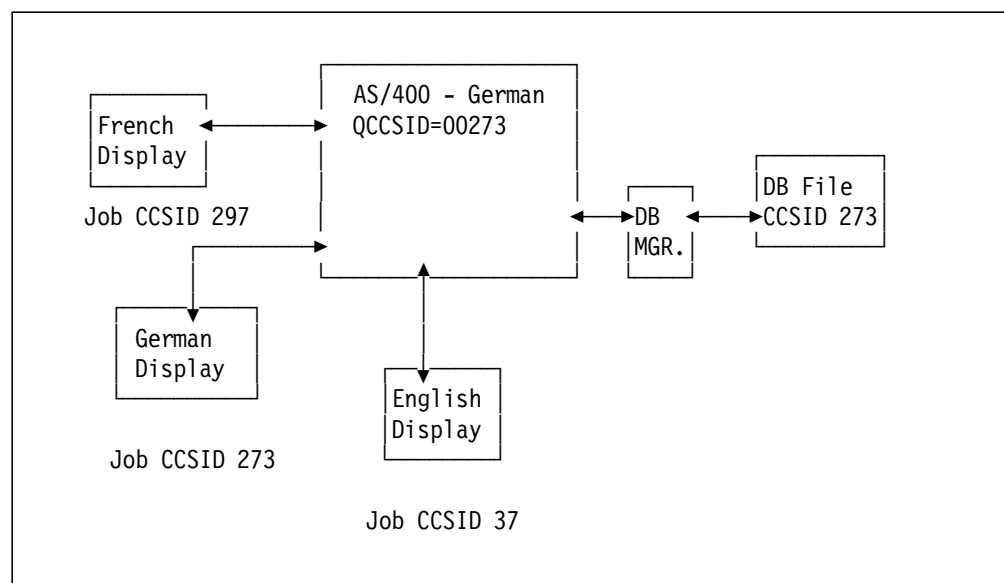 AS/400 - German
QCCSID=00273
French
Display
Job CCSID 297
DB
MGR.
DB File
CCSID 273
German
Display
Job CCSID 273
English
Display
Job CCSID 37